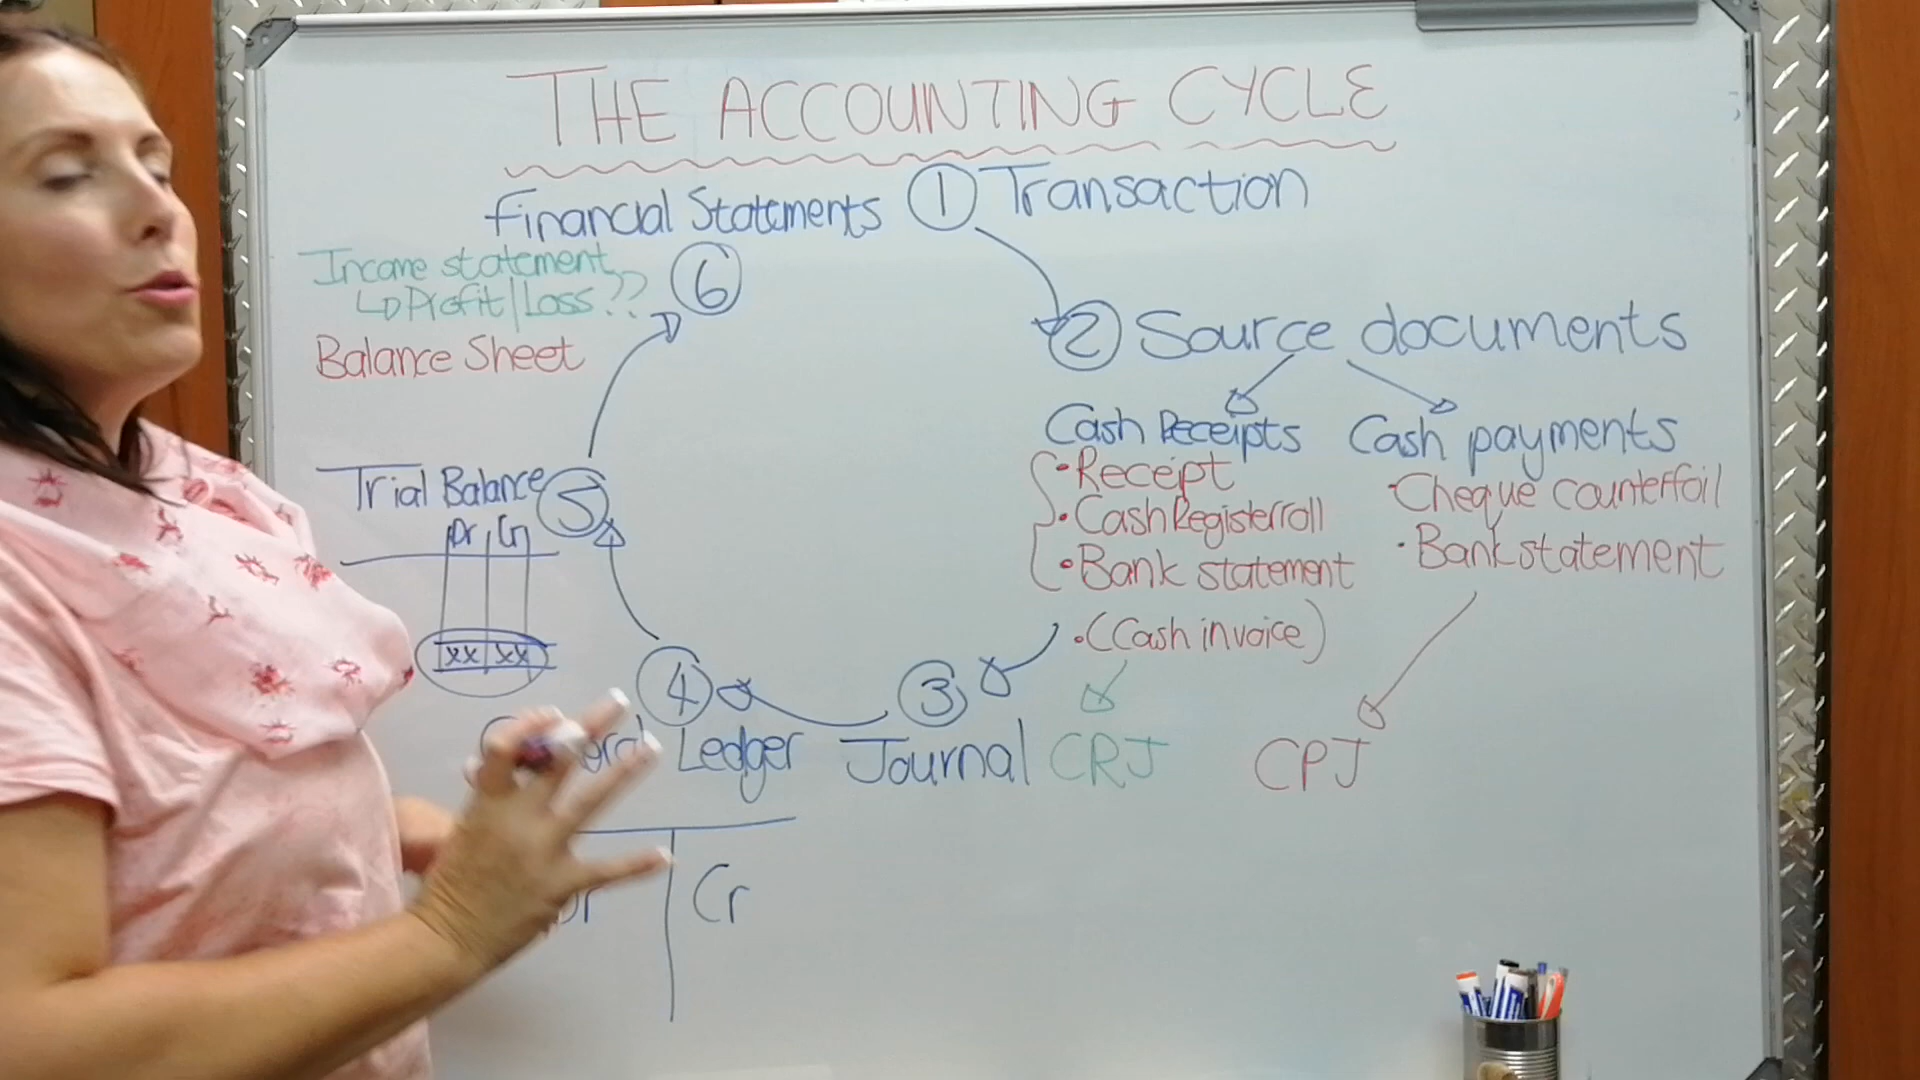 THE ACCOUNTING CYCLE
1 Transaction
2 Source documents
Cash Receipts
• Receipt
• Cash Register roll
• Bank statement
• (Cash invoice)
CRJ
Cash payments
• Cheque counterfoil
• Bank statement
CPJ
3
Journal
4
Ledger
Cr
Trial Balance 5
Dr Cr
xx xx
6
Financial Statements
Income statement
Profit/Loss ??
Balance Sheet